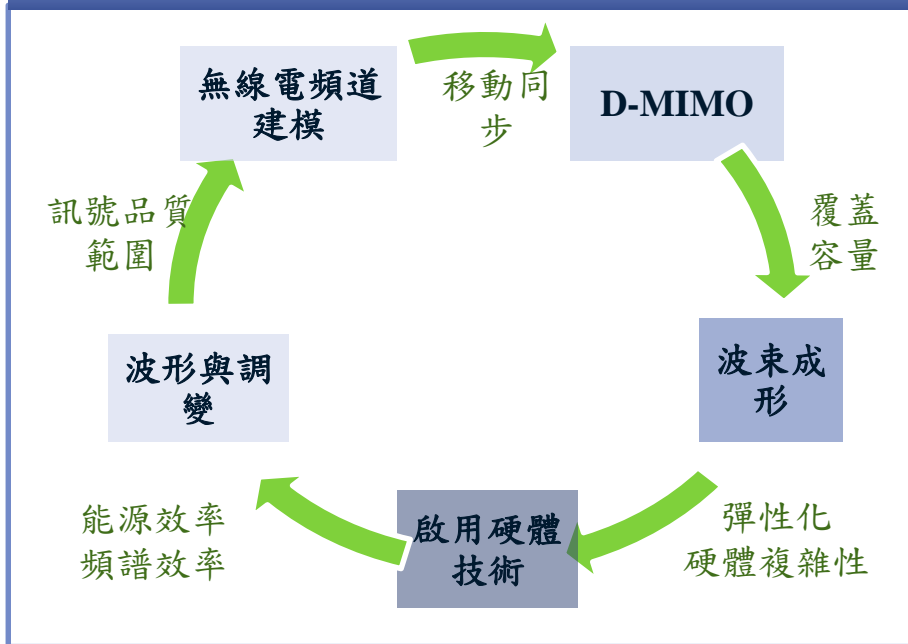 無線電頻道
建模
移動同
步
D-MIMO
覆蓋
容量
波束成
形
彈性化
硬體複雜性
啟用硬體
技術
能源效率
頻譜效率
波形與調
變
訊號品質
範圍